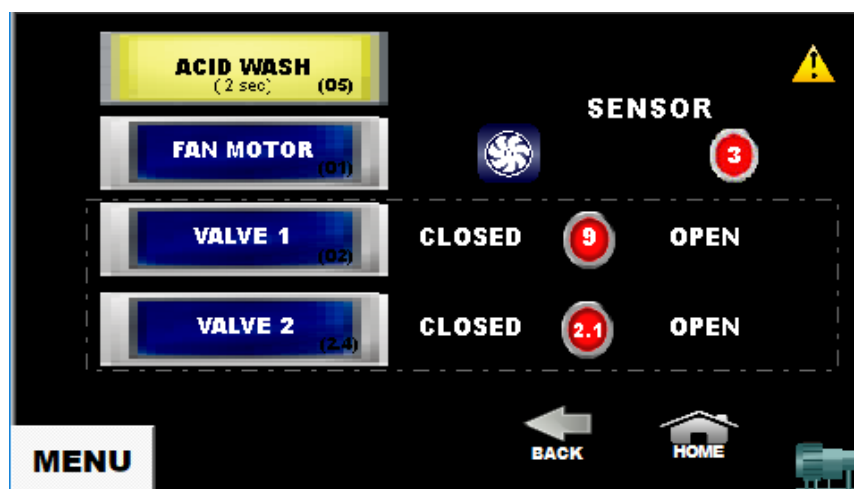 ACID WASH
(2 sec) (05)
SENSOR
FAN MOTOR (01)
3
VALVE 1 (02)
CLOSED 9 OPEN
VALVE 2 (2.4)
CLOSED 2.1 OPEN
MENU
BACK
HOME